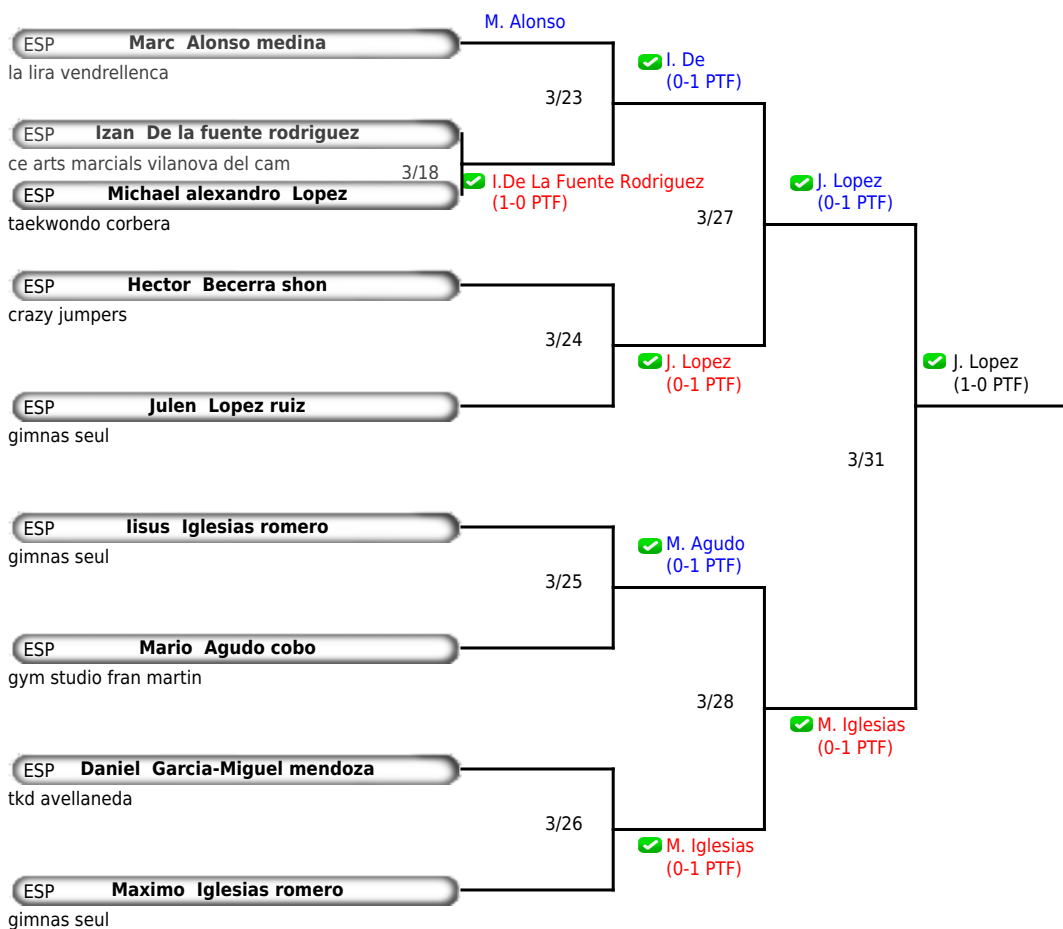 M. Alonso
ESP Marc Alonso medina
la lira vendrellenca
I. De
(0-1 PTF)
3/23
ESP Izan De la fuente rodriguez
ce arts marcials vilanova del cam
3/18
I.De La Fuente Rodriguez
(1-0 PTF)
ESP Michael alexandro Lopez
taekwondo corbera
J. Lopez
(0-1 PTF)
3/27
ESP Hector Becerra shon
crazy jumpers
3/24
J. Lopez
(0-1 PTF)
J. Lopez
(1-0 PTF)
ESP Julen Lopez ruiz
gimnas seul
3/31
ESP Iisus Iglesias romero
gimnas seul
M. Agudo
(0-1 PTF)
3/25
ESP Mario Agudo cobo
gym studio fran martin
3/28
M. Iglesias
(0-1 PTF)
ESP Daniel Garcia-Miguel mendoza
tkd avellaneda
3/26
M. Iglesias
(0-1 PTF)
ESP Maximo Iglesias romero
gimnas seul